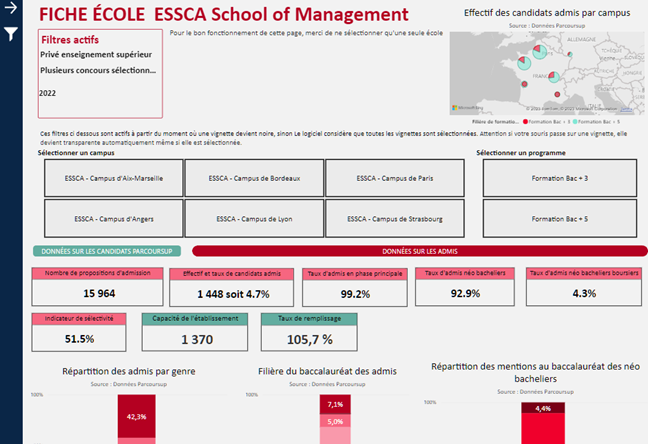 FICHE ÉCOLE ESSCA School of Management
Pour le bon fonctionnement de cette page, merci de ne sélectionner qu'une seule école
Effectif des candidats admis par campus
Source : Données Parcoursup
Filtres actifs
Privé enseignement supérieur
Plusieurs concours sélectionn...
2022
ALLEMAGNE
FRANCE
ITALIE
Filière de formatio...
Formation Bac + 3
Formation Bac + 5
Ces filtres ci dessous sont actifs à partir du moment où une vignette devient noire, sinon Le logiciel considère que toutes les vignettes sont sélectionnées. Attention si votre souris passe sur une vignette, elle
devient transparente automatiquement même si elle est sélectionnée.
Sélectionner un campus
Sélectionner un programme
ESSCA - Campus d'Aix-Marseille
ESSCA - Campus de Bordeaux
ESSCA - Campus de Paris
Formation Bac + 3
ESSCA - Campus d'Angers
ESSCA - Campus de Lyon
ESSCA - Campus de Strasbourg
Formation Bac + 5
DONNÉES SUR LES CANDIDATS PARCOURSUP
DONNÉES SUR LES ADMIS
Nombre de propositions d'admission
15 964
Effectif et taux de candidats admis
1 448 soit 4.7%
Taux d'admis en phase principale
99.2%
Taux d'admis néo bacheliers
92.9%
Taux d'admis néo bacheliers boursiers
4.3%
Indicateur de sélectivité
51.5%
Capacité de l'établissement
1 370
Taux de remplissage
105,7 %
Répartition des admis par genre
Source : Données Parcoursup
100%
42,3%
Filière du baccalauréat des admis
Source : Données Parcoursup
100%
7,1%
5,0%
Répartition des mentions au baccalauréat des néo
bacheliers
Source : Données Parcoursup
100%
4,4%